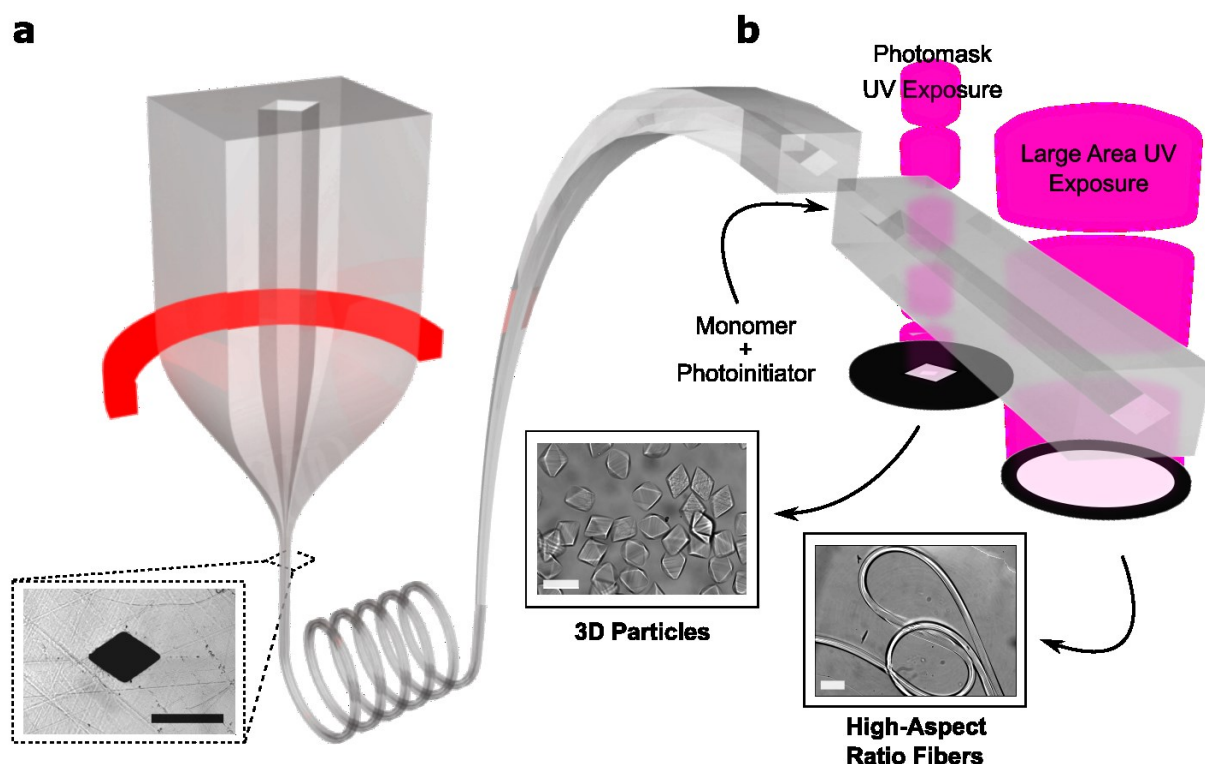 a
b
Photomask
UV Exposure
Large Area UV
Exposure
Monomer
+
Photoinitiator
3D Particles
High-Aspect
Ratio Fibers